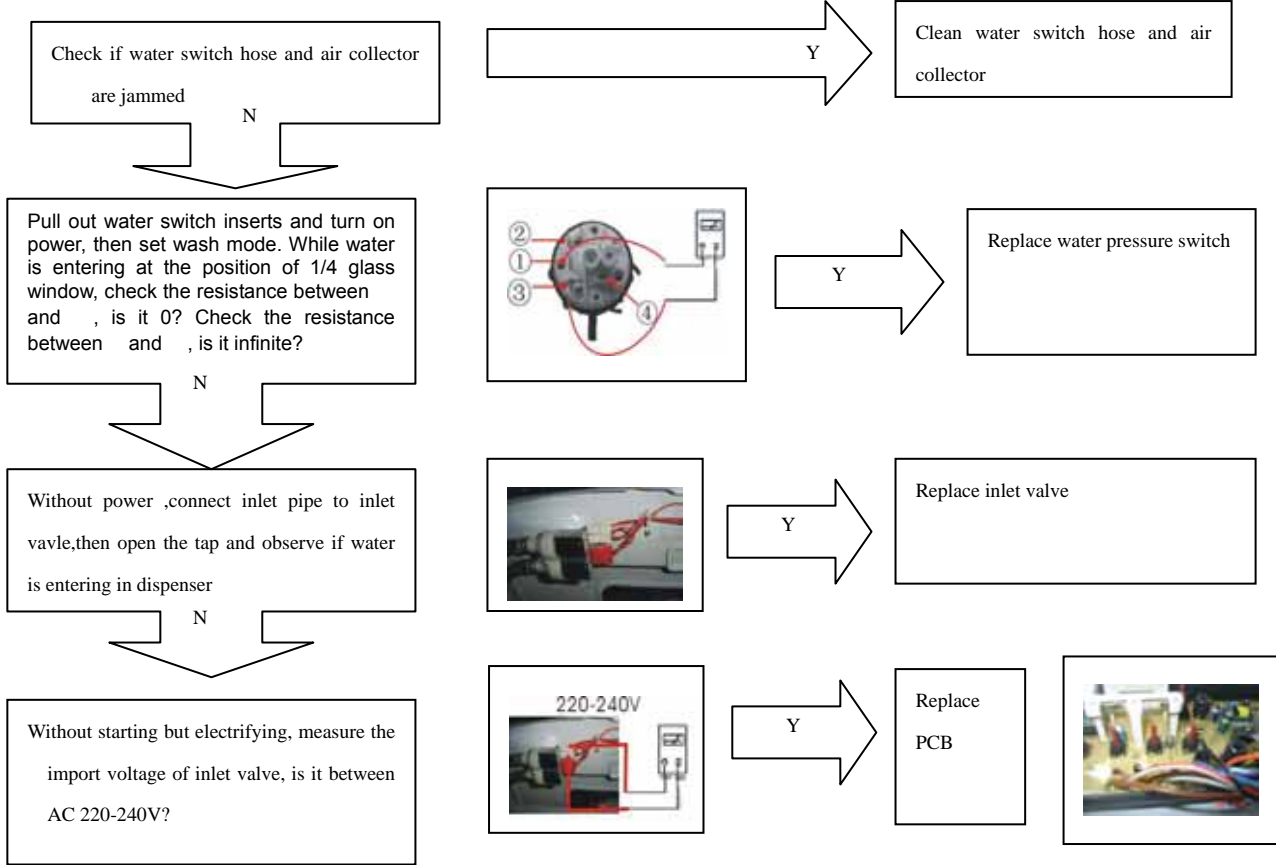 Check if water switch hose and air collector
are jammed
N
Y
Clean water switch hose and air
collector
Pull out water switch inserts and turn on
power, then set wash mode. While water
is entering at the position of 1/4 glass
window, check the resistance between
and , is it 0? Check the resistance
between and , is it infinite?
N
②
①
③
④
Y
Replace water pressure switch
Without power ,connect inlet pipe to inlet
vavle,then open the tap and observe if water
is entering in dispenser
N
Y
Replace inlet valve
Without starting but electrifying, measure the
import voltage of inlet valve, is it between
AC 220-240V?
220-240V
Y
Replace
PCB